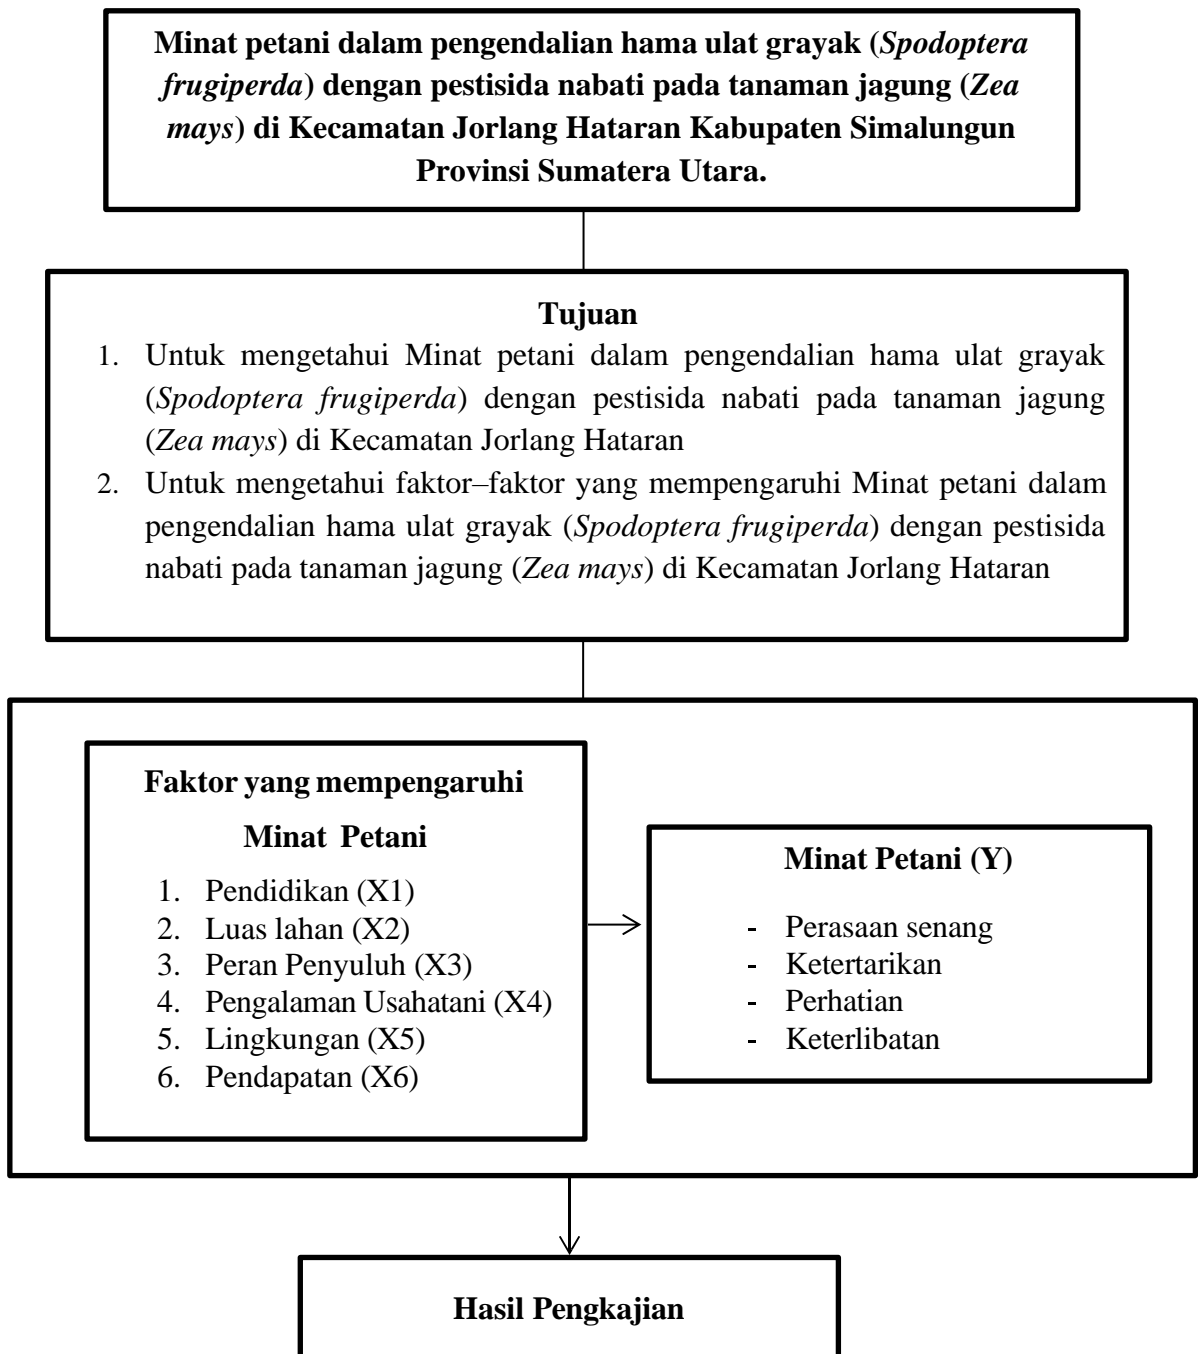 Minat petani dalam pengendalian hama ulat grayak (Spodoptera
frugiperda) dengan pestisida nabati pada tanaman jagung (Zea
mays) di Kecamatan Jorlang Hataran Kabupaten Simalungun
Provinsi Sumatera Utara.
Tujuan
1. Untuk mengetahui Minat petani dalam pengendalian hama ulat grayak
(Spodoptera frugiperda) dengan pestisida nabati pada tanaman jagung
(Zea mays) di Kecamatan Jorlang Hataran
2. Untuk mengetahui faktor–faktor yang mempengaruhi Minat petani dalam
pengendalian hama ulat grayak (Spodoptera frugiperda) dengan pestisida
nabati pada tanaman jagung (Zea mays) di Kecamatan Jorlang Hataran
Faktor yang mempengaruhi
Minat Petani
1. Pendidikan (X1)
2. Luas lahan (X2)
3. Peran Penyuluh (X3)
4. Pengalaman Usahatani (X4)
5. Lingkungan (X5)
6. Pendapatan (X6)
Minat Petani (Y)
- Perasaan senang
- Ketertarikan
- Perhatian
- Keterlibatan
Hasil Pengkajian